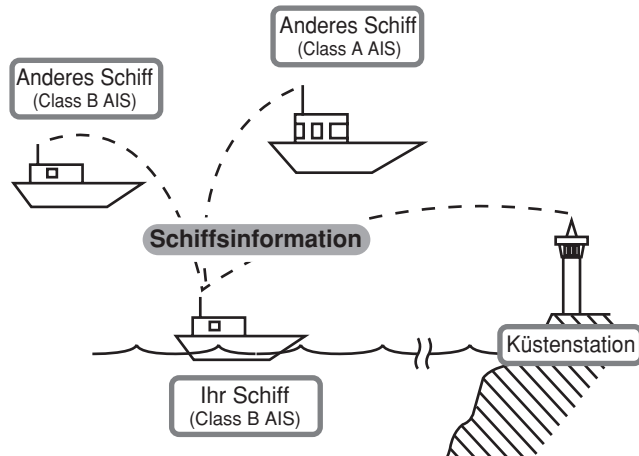 Anderes Schiff
(Class A AIS)
Anderes Schiff
(Class B AIS)
Schiffsinformation
Küstenstation
Ihr Schiff
(Class B AIS)